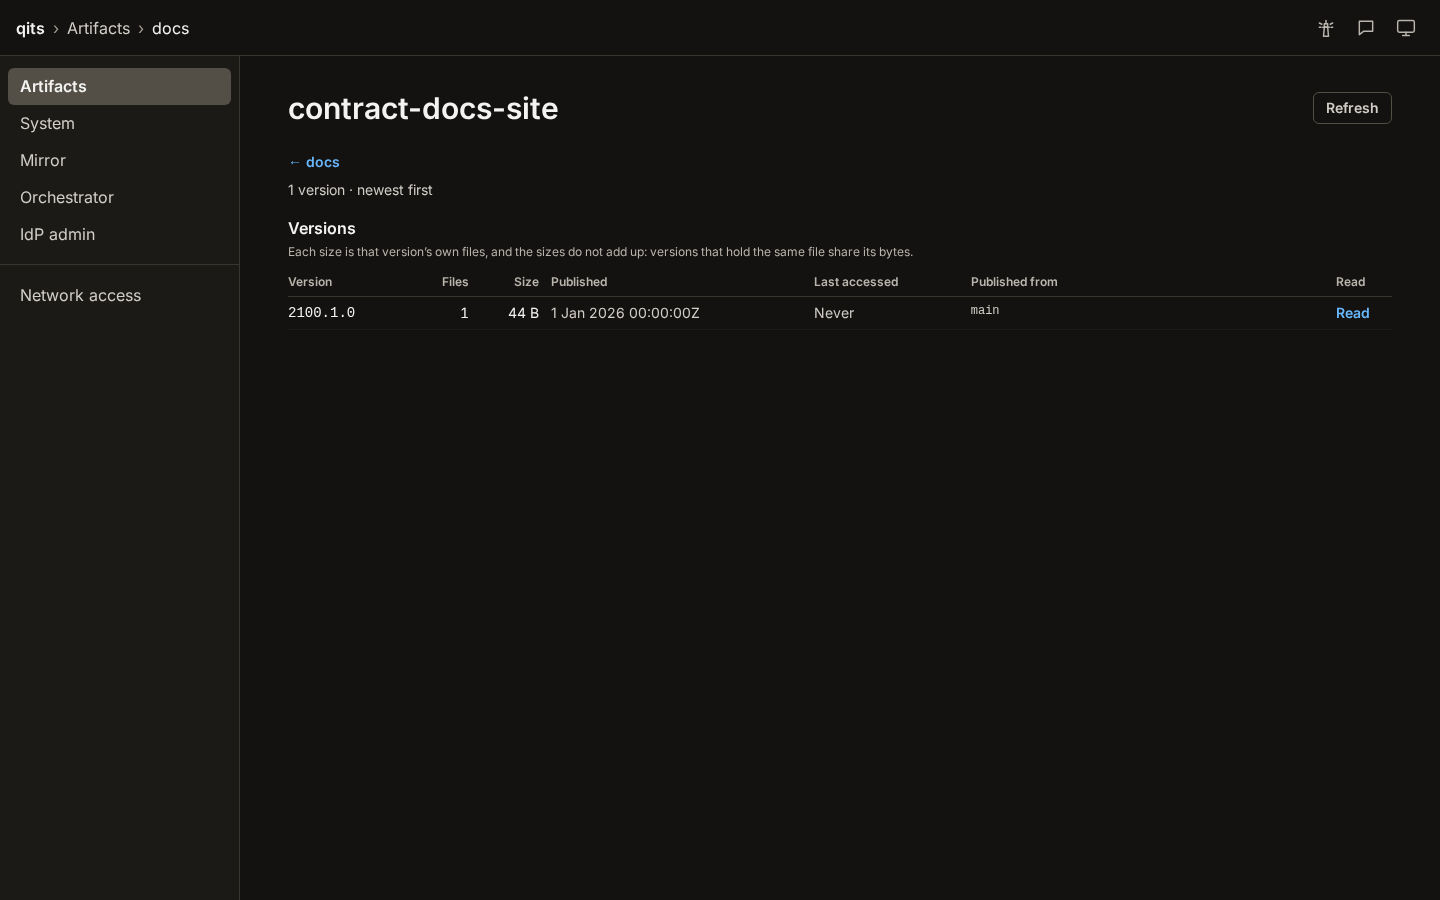 qits › Artifacts › docs
Artifacts
System
Mirror
Orchestrator
IdP admin
Network access
contract-docs-site
Refresh
← docs
1 version · newest first
Versions
Each size is that version’s own files, and the sizes do not add up: versions that hold the same file share its bytes.
Version Files Size Published Last accessed Published from Read
2100.1.0 1 44 B 1 Jan 2026 00:00:00Z Never main Read